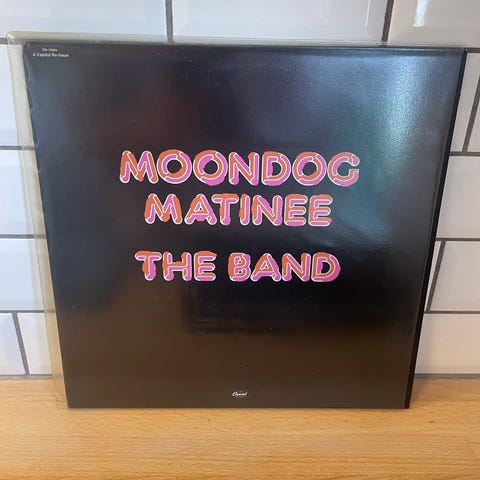 A Capitol Re-Issue
MOONDOG
MATINEE
THE BAND
Capitol